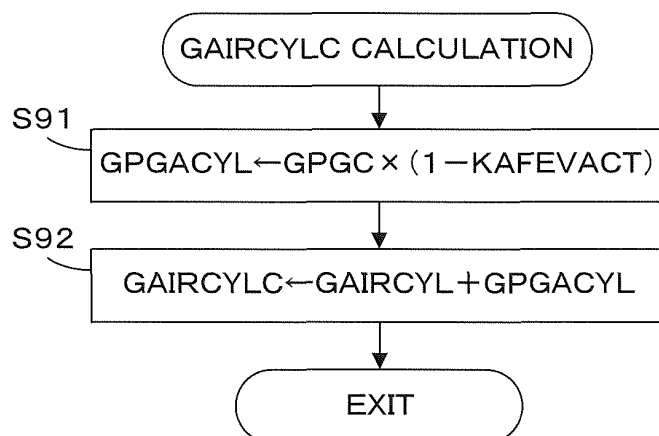 GAIRCYLC CALCULATION
S91
GPGACYL←GPGC×(1−KAFEVACT)
S92
GAIRCYLC←GAIRCYL+GPGACYL
EXIT